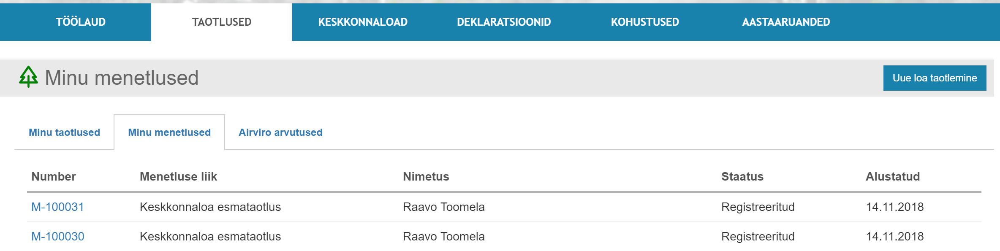 TÖÖLAUD TAOTLUSED KESKKONNALOAD DEKLARATSIOONID KOHUSTUSED AASTAARUANDED
Minu menetlused Uue loa taotlemine
Minu taotlused Minu menetlused Airviro arvutused
Number Menetluse liik Nimetus Staatus Alustatud
M-100031 Keskkonnaloa esmataotlus Raavo Toomela Registreeritud 14.11.2018
M-100030 Keskkonnaloa esmataotlus Raavo Toomela Registreeritud 14.11.2018